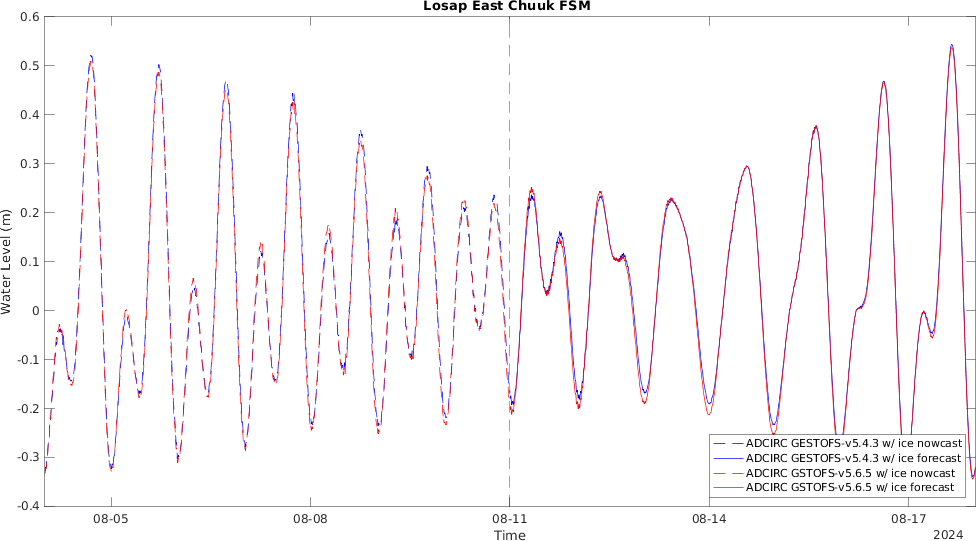 Losap East Chuuk FSM
0.6
0.5
0.4
0.3
0.2
0.1
0
-0.1
-0.2
-0.3
-0.4
Water Level (m)
ADCIRC GESTOFS-v5.4.3 w/ ice nowcast
ADCIRC GESTOFS-v5.4.3 w/ ice forecast
ADCIRC GSTOFS-v5.6.5 w/ ice nowcast
ADCIRC GSTOFS-v5.6.5 w/ ice forecast
08-05 08-08 08-11 08-14 08-17
Time
2024